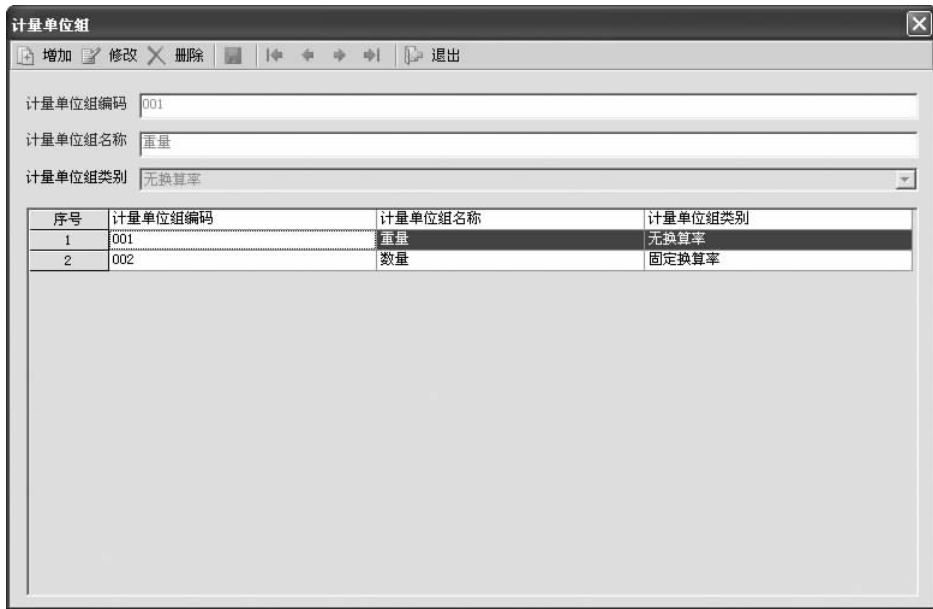 计量单位组
增加 修改 删除 退出
计量单位组编码 001
计量单位组名称 重量
计量单位组类别 无换算率
序号 计量单位组编码 计量单位组名称 计量单位组类别
1 001 重量 无换算率
2 002 数量 固定换算率